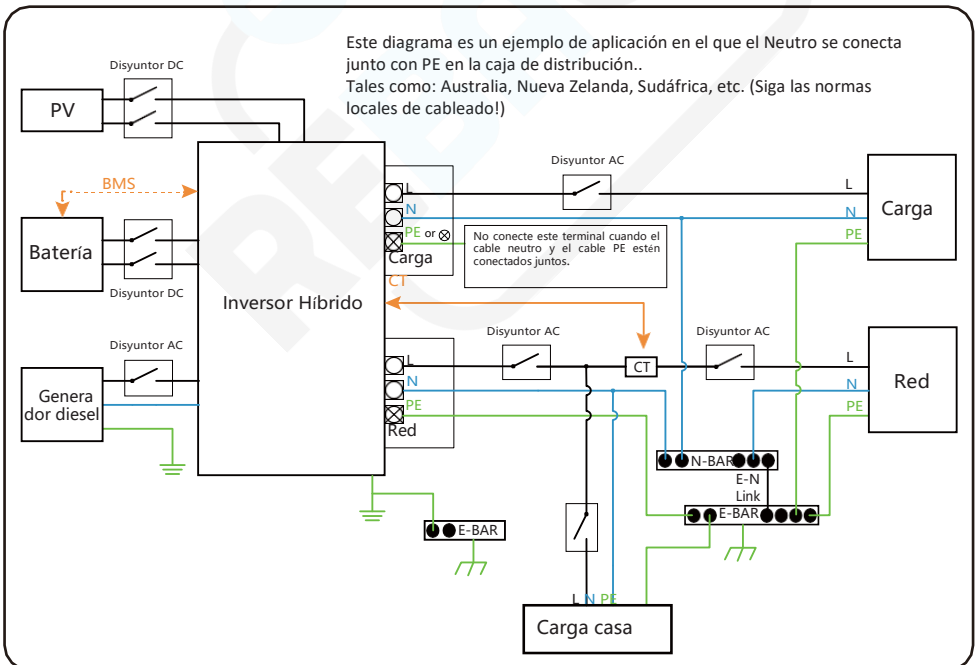 Este diagrama es un ejemplo de aplicación en el que el Neutro se conecta
junto con PE en la caja de distribución..
Tales como: Australia, Nueva Zelanda, Sudáfrica, etc. (Siga las normas
locales de cableado!)
Disyuntor DC
PV
BMS
Batería
Disyuntor DC
Disyuntor AC
Genera
dor diesel
Inversor Híbrido
L
N
PE or
Carga
No conecte este terminal cuando el
cable neutro y el cable PE estén
conectados juntos.
Disyuntor AC
L
N
PE
Carga
CT
L
N
PE
Red
Disyuntor AC
CT
Disyuntor AC
L
N
PE
Red
N-BAR
E-N
Link
E-BAR
E-BAR
L N PE
Carga casa